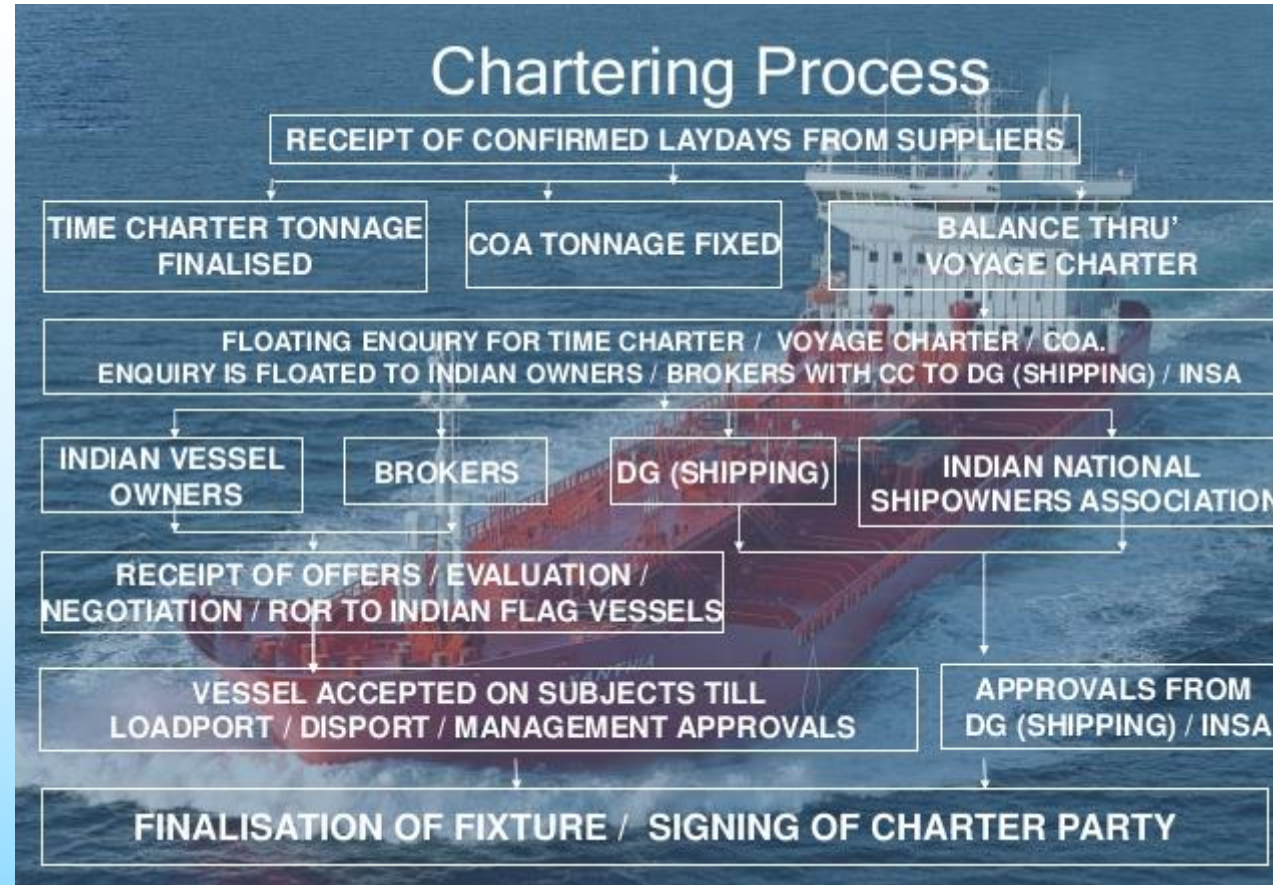 Chartering Process
RECEIPT OF CONFIRMED LAYDAYS FROM SUPPLIERS
TIME CHARTER TONNAGE
FINALISED
COA TONNAGE FIXED
BALANCE THRU'
VOYAGE CHARTER
FLOATING ENQUIRY FOR TIME CHARTER / VOYAGE CHARTER / COA.
ENQUIRY IS FLOATED TO INDIAN OWNERS / BROKERS WITH CC TO DG (SHIPPING) / INSA
INDIAN VESSEL
OWNERS
BROKERS
DG (SHIPPING)
INDIAN NATIONAL
SHIPOWNERS ASSOCIATION
RECEIPT OF OFFERS / EVALUATION /
NEGOTIATION / ROR TO INDIAN FLAG VESSELS
VESSEL ACCEPTED ON SUBJECTS TILL
LOADPORT / DISPORT / MANAGEMENT APPROVALS
APPROVALS FROM
DG (SHIPPING) / INSA
FINALISATION OF FIXTURE / SIGNING OF CHARTER PARTY